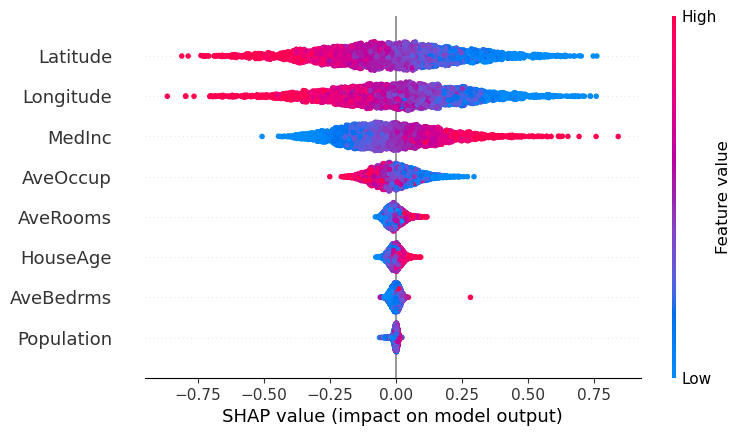 High
Latitude
Longitude
MedInc
AveOccup
AveRooms
HouseAge
AveBedrms
Population
Feature value
Low
−0.75 −0.50 −0.25 0.00 0.25 0.50 0.75
SHAP value (impact on model output)